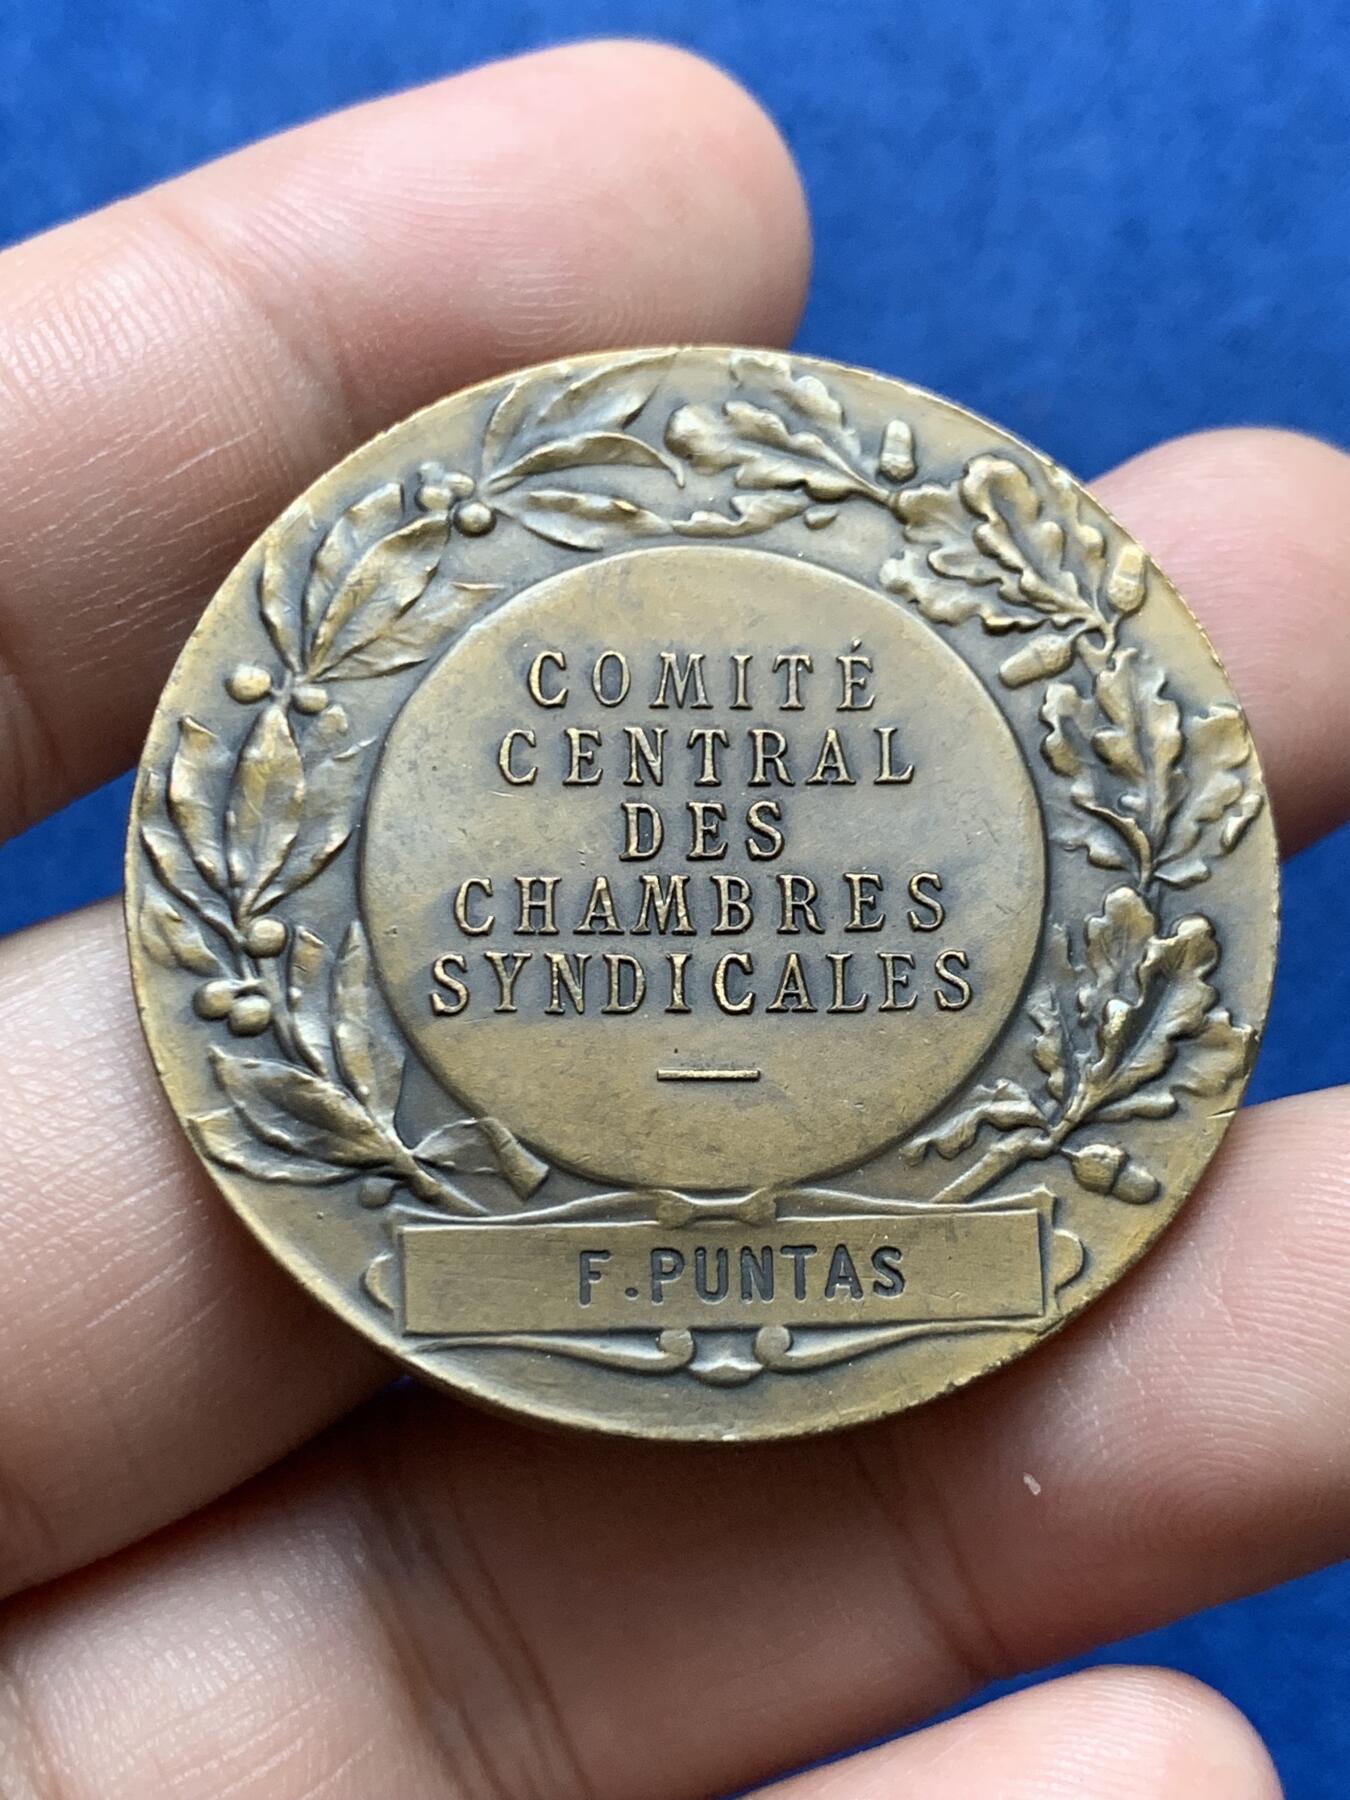 COMITÉ
CENTRAL
DES
CHAMBRES
SYNDICALES
F. PUNTAS